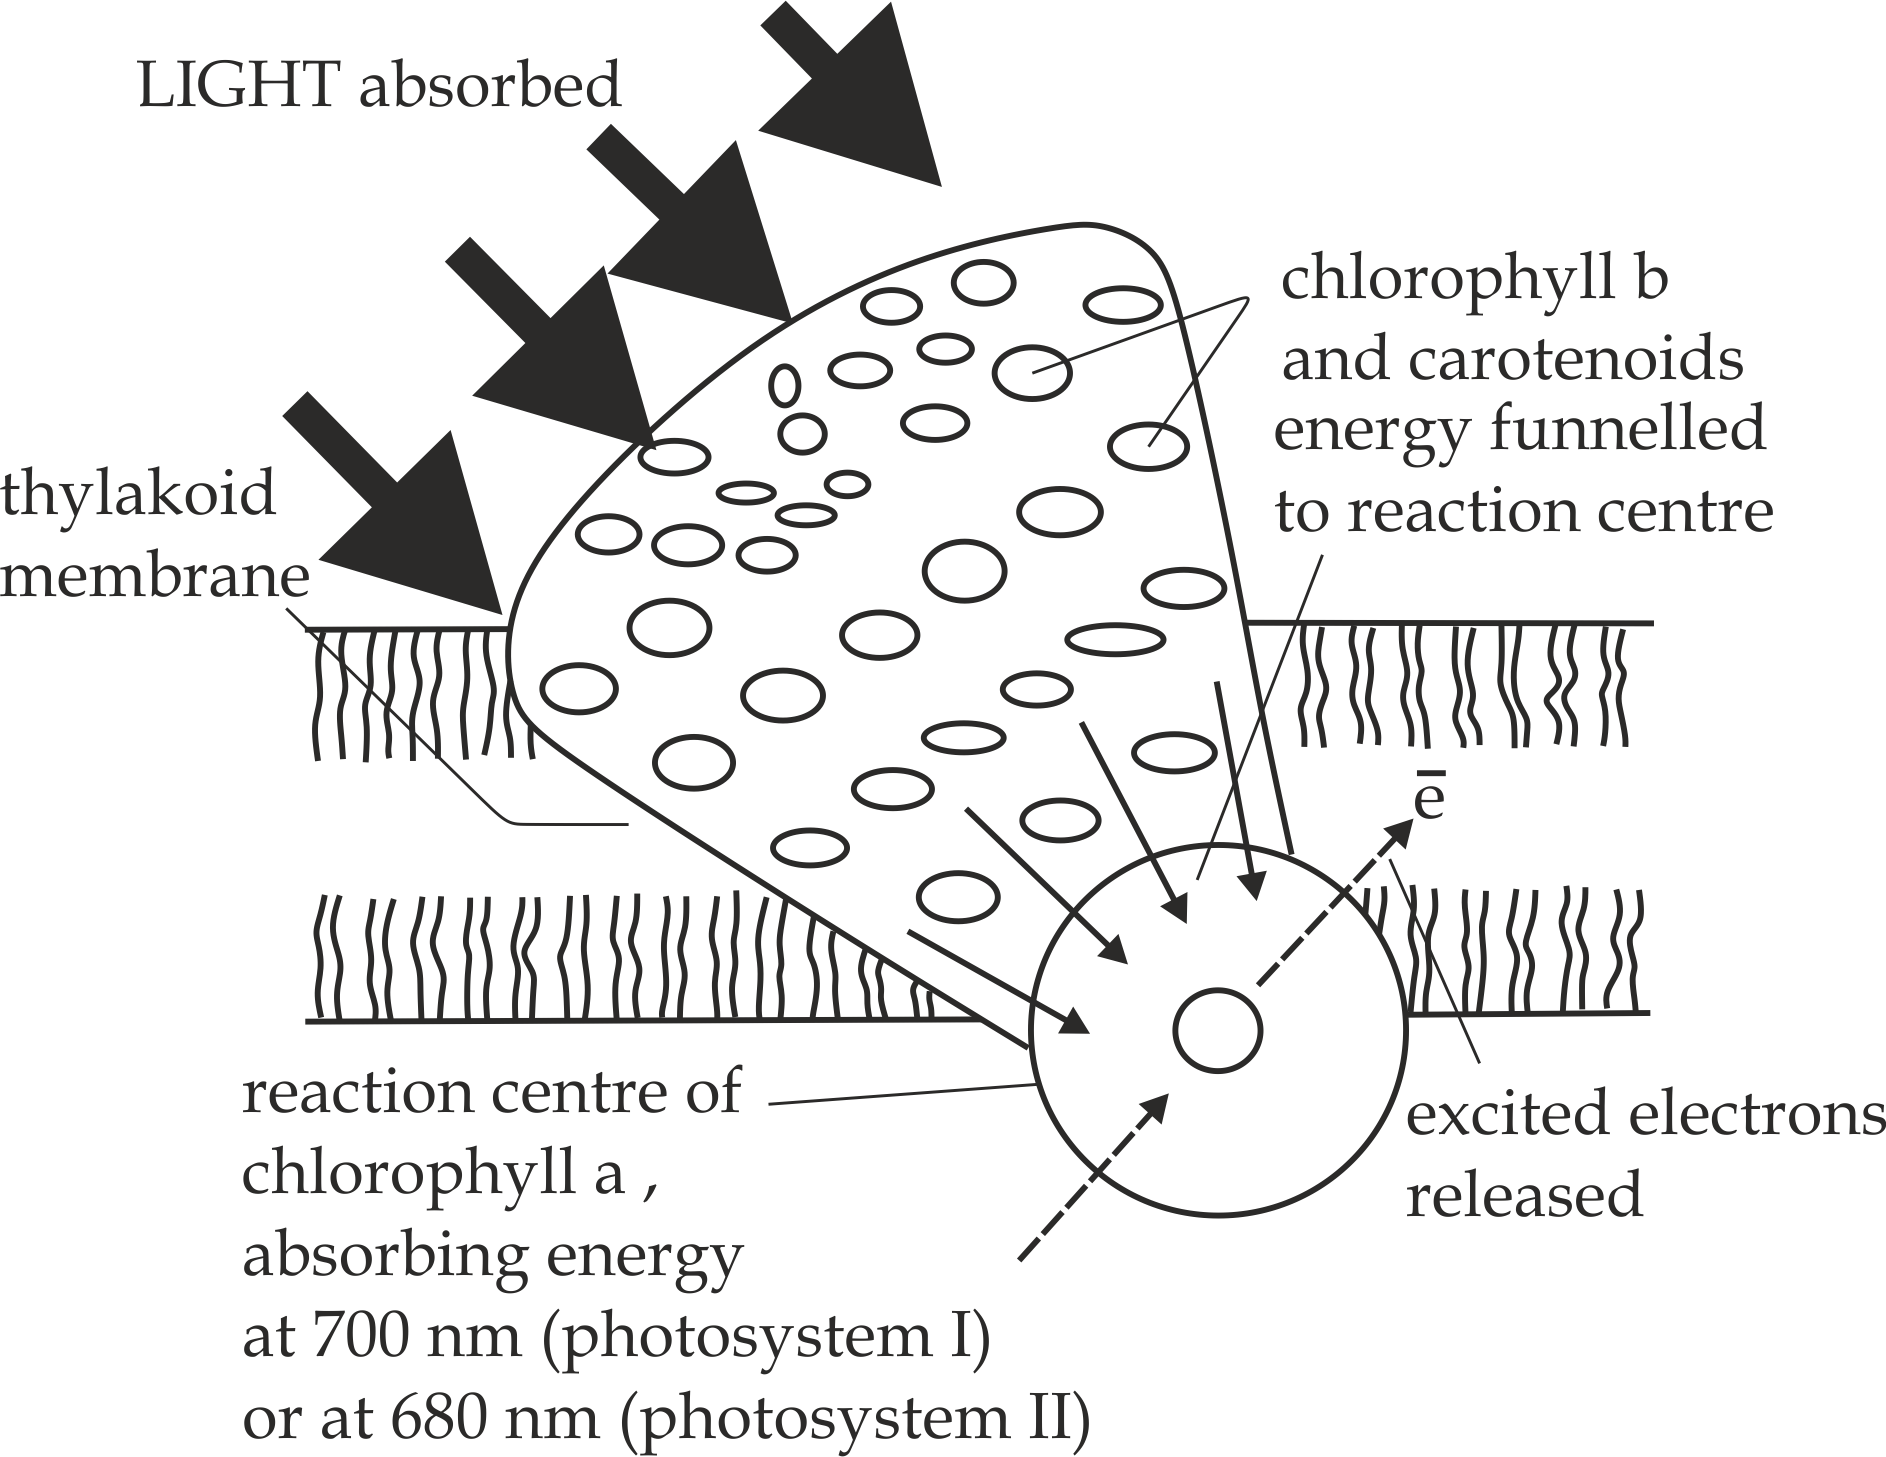 LIGHT absorbed
chlorophyll b
and carotenoids
energy funnelled
to reaction centre
thylakoid
membrane
e̅
reaction centre of
chlorophyll a ,
absorbing energy
at 700 nm (photosystem I)
or at 680 nm (photosystem II)
excited electrons
released